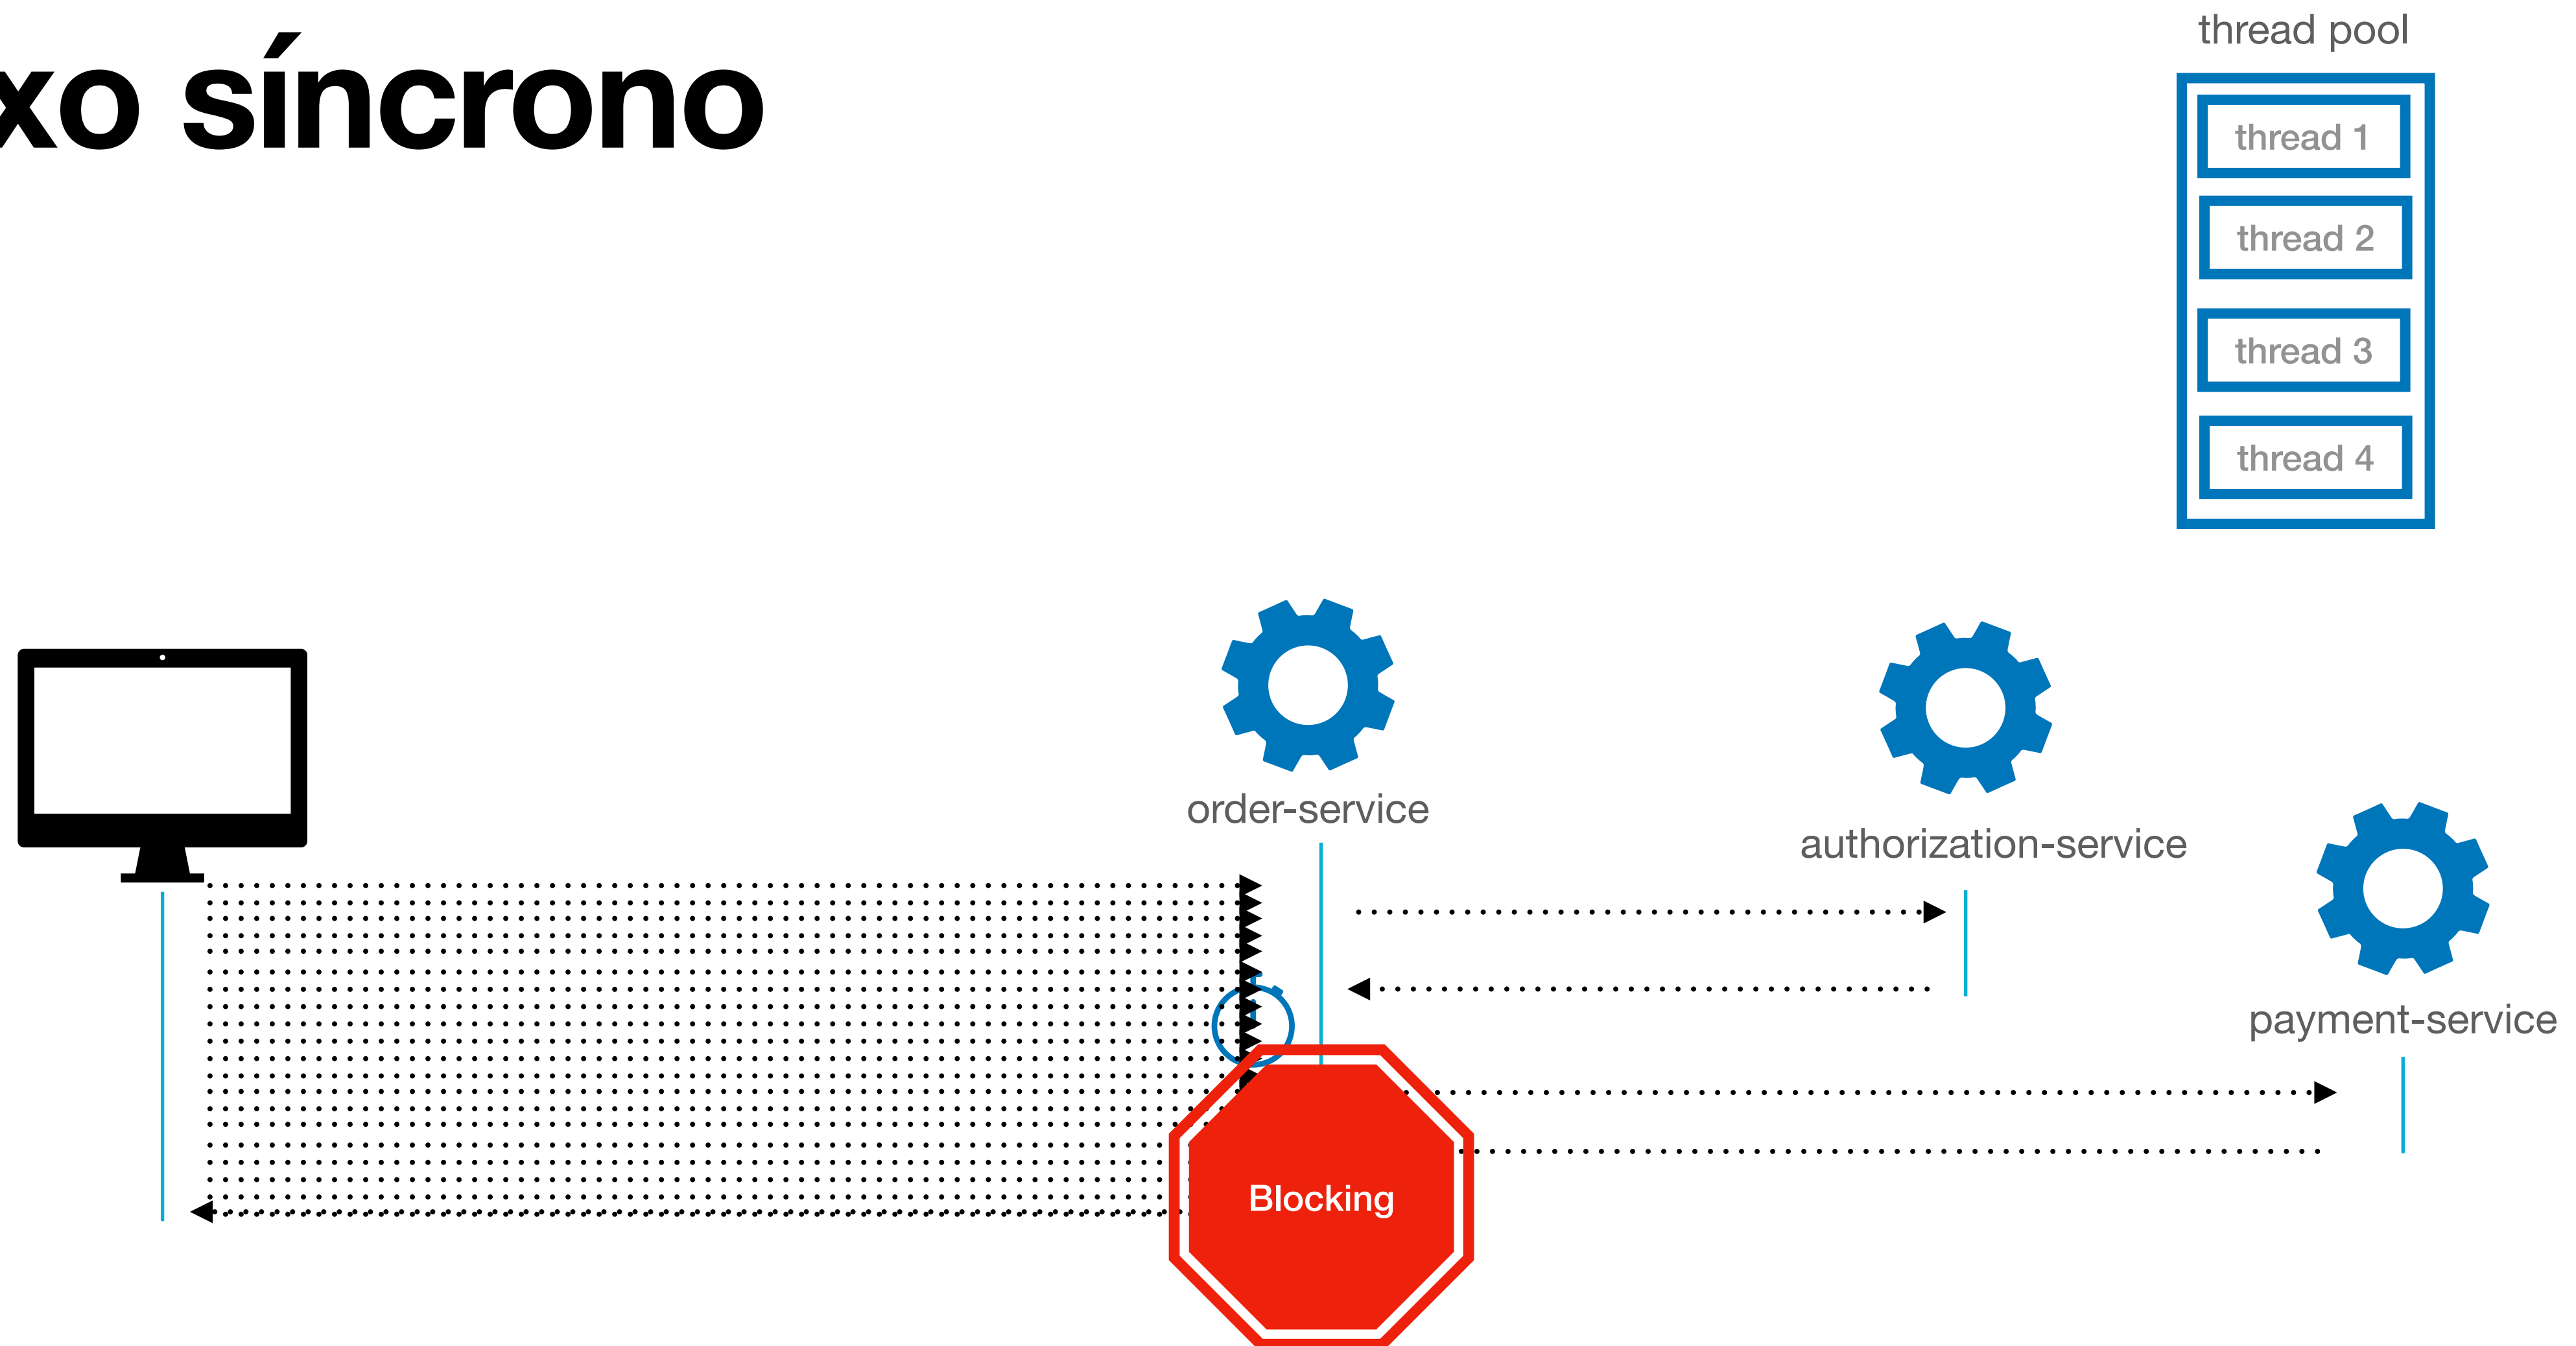 xo síncrono
thread pool
thread 1
thread 2
thread 3
thread 4
order-service
authorization-service
payment-service
Blocking